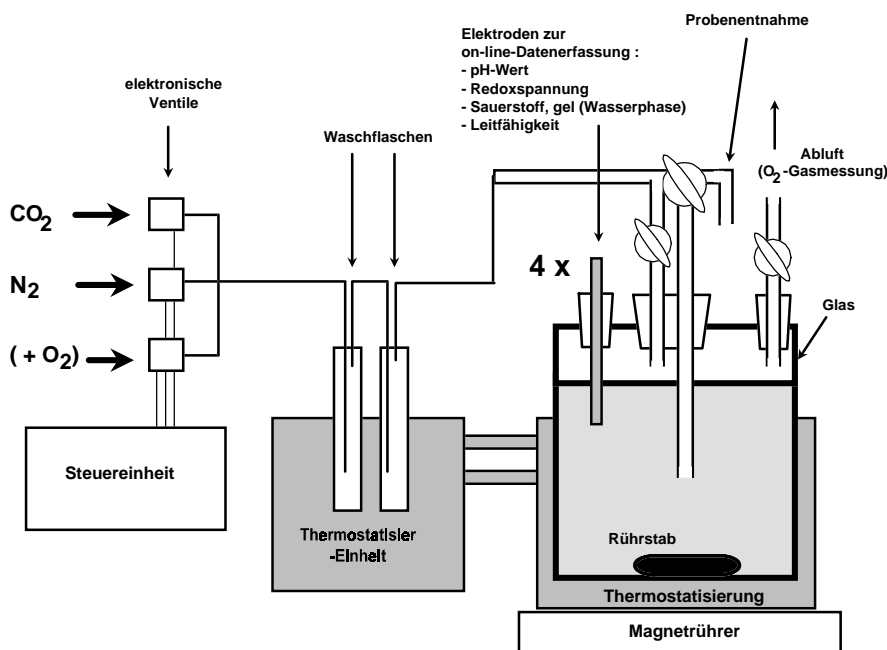 Elektroden zur
on-line-Datenerfassung :
- pH-Wert
- Redoxspannung
- Sauerstoff, gel (Wasserphase)
- Leitfähigkeit
Probenentnahme
elektronische
Ventile
Waschflaschen
Abluft
(O2-Gasmessung)
CO2
N2
( + O2)
4 x
Glas
Steuereinheit
Thermostatisier
-Einheit
Rührstab
Thermostatisierung
Magnetrührer